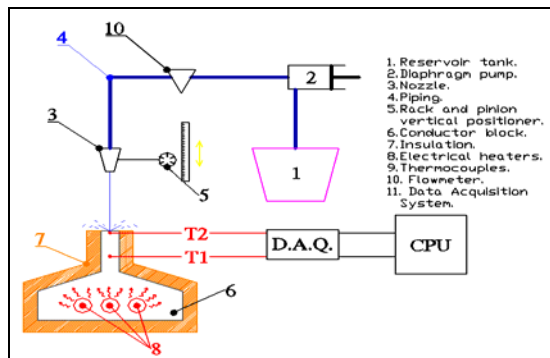 10
4
2
1. Reservoir tank.
2. Diaphragm pump.
3. Nozzle.
4. Piping.
5. Rack and pinion
vertical positioner.
6. Conductor block.
7. Insulation.
8. Electrical heaters.
9. Thermocouples.
10. Flowmeter.
11. Data Acquisition
System.
3
1
5
T2
D.A.Q.
CPU
7
T1
6
8